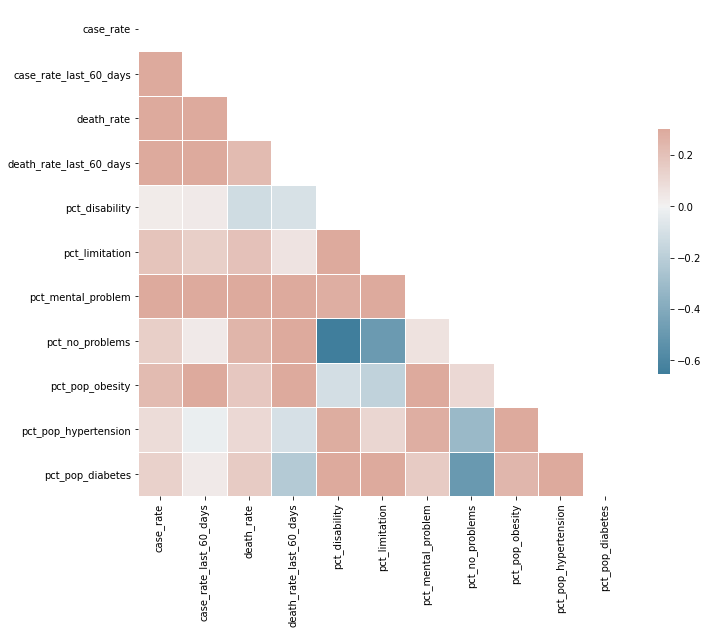 case_rate
case_rate_last_60_days
death_rate
death_rate_last_60_days
pct_disability
pct_limitation
pct_mental_problem
pct_no_problems
pct_pop_obesity
pct_pop_hypertension
pct_pop_diabetes
case_rate
case_rate_last_60_days
death_rate
death_rate_last_60_days
pct_disability
pct_limitation
pct_mental_problem
pct_no_problems
pct_pop_obesity
pct_pop_hypertension
pct_pop_diabetes
0.2
0.0
−0.2
−0.4
−0.6